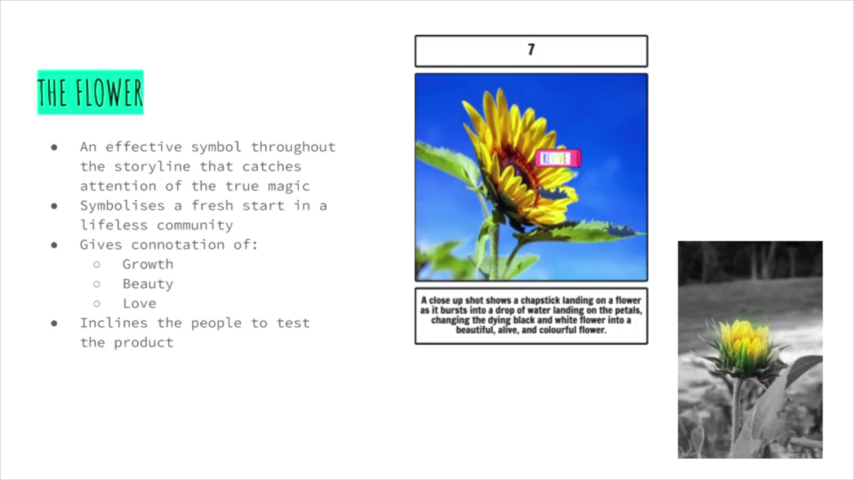 THE FLOWER
● An effective symbol throughout
the storyline that catches
attention of the true magic
● Symbolises a fresh start in a
lifeless community
● Gives connotation of:
○ Growth
○ Beauty
○ Love
● Inclines the people to test
the product
7
A close up shot shows a chapstick landing on a flower
as it bursts into a drop of water landing on the petals,
changing the dying black and white flower into a
beautiful, alive, and colourful flower.